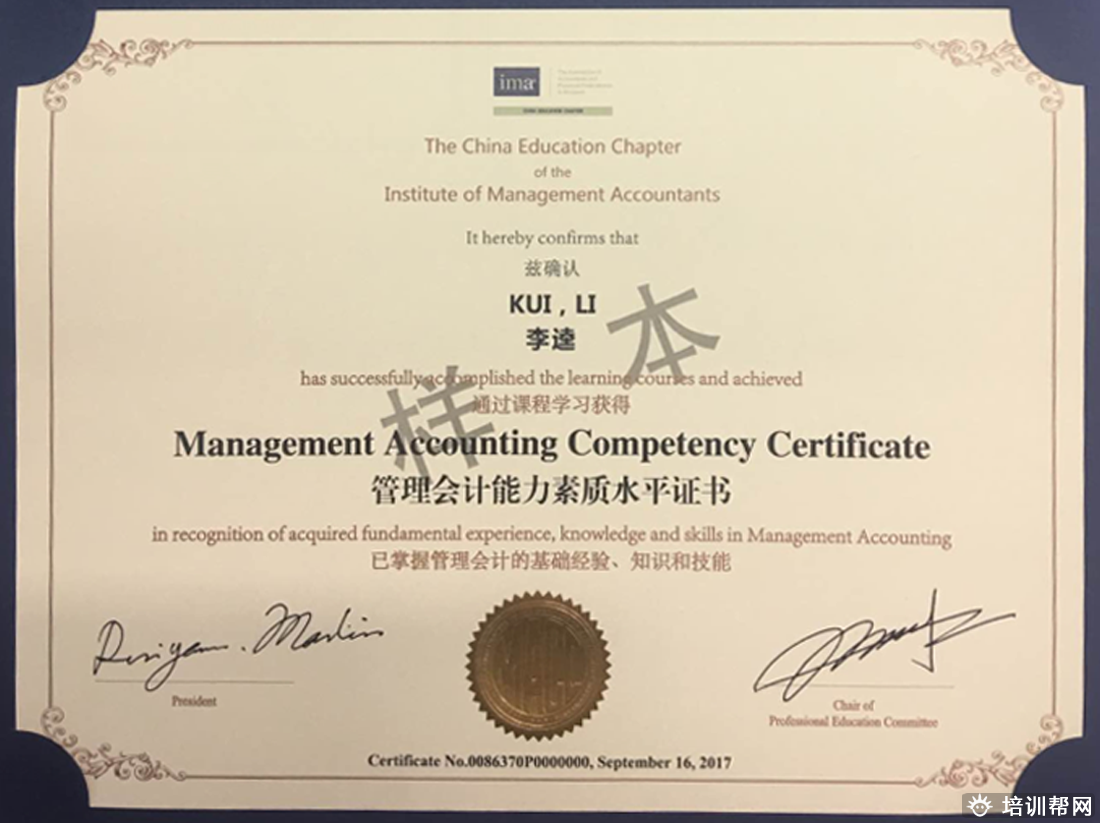 ima
CHINA EDUCATION CHAPTER
The China Education Chapter
of the
Institute of Management Accountants
It hereby confirms that
兹确认
KUI , LI
李逵
has successfully accomplished the learning courses and achieved
通过课程学习获得
样本
Management Accounting Competency Certificate
管理会计能力素质水平证书
in recognition of acquired fundamental experience, knowledge and skills in Management Accounting
已掌握管理会计的基础经验、知识和技能
President
Chair of
Professional Education Committee
Certificate No.0086370P0000000, September 16, 2017
培训帮网